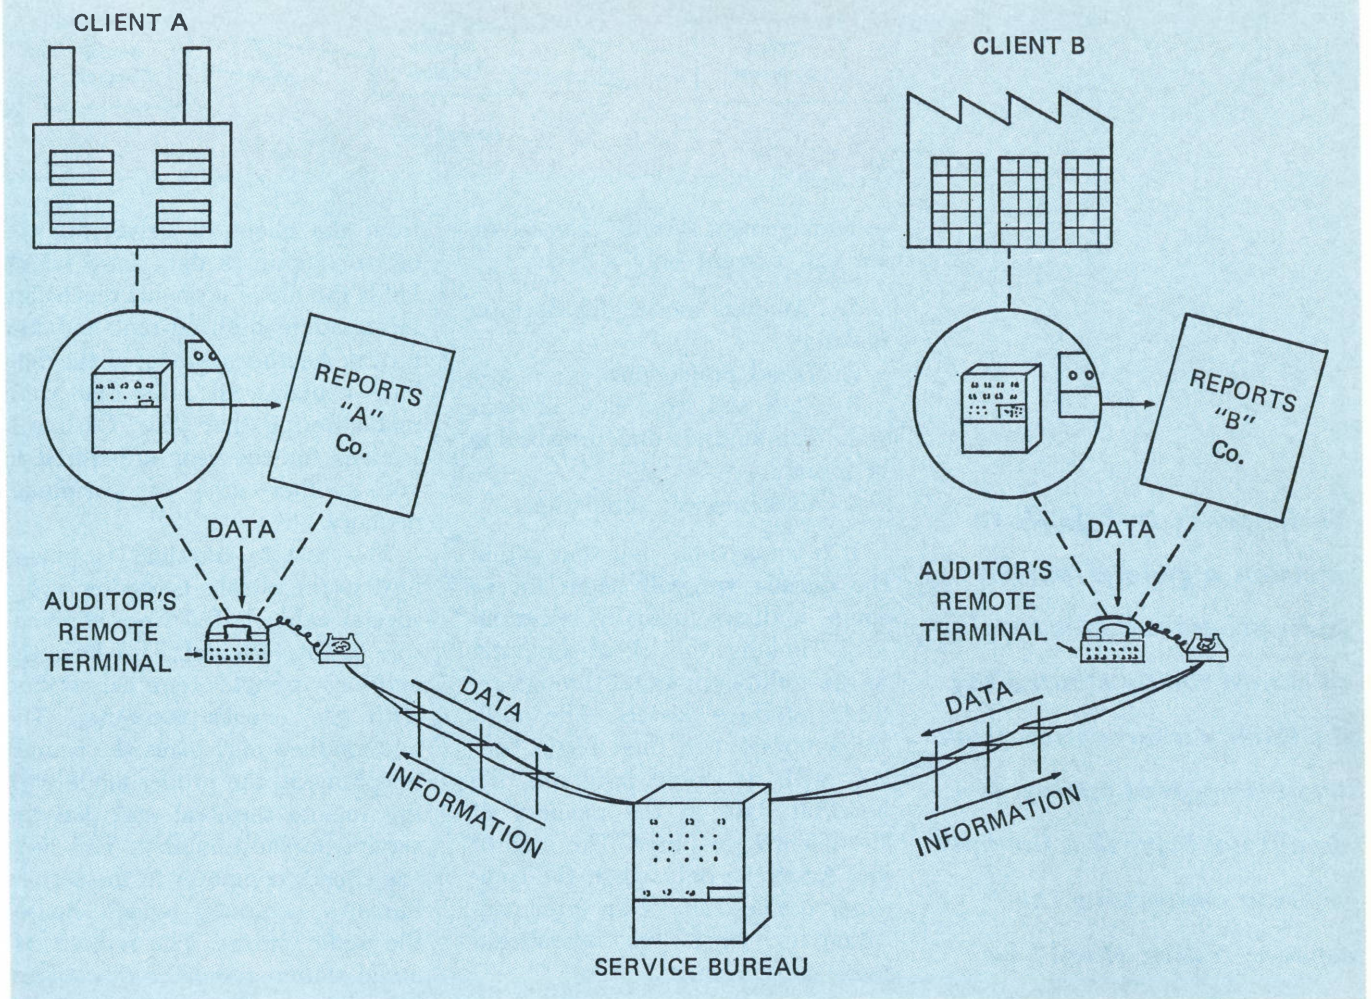 CLIENT A
CLIENT B
REPORTS
"A"
Co.
REPORTS
"B"
Co.
DATA
AUDITOR'S
REMOTE
TERMINAL
DATA
AUDITOR'S
REMOTE
TERMINAL
DATA
INFORMATION
DATA
INFORMATION
SERVICE BUREAU